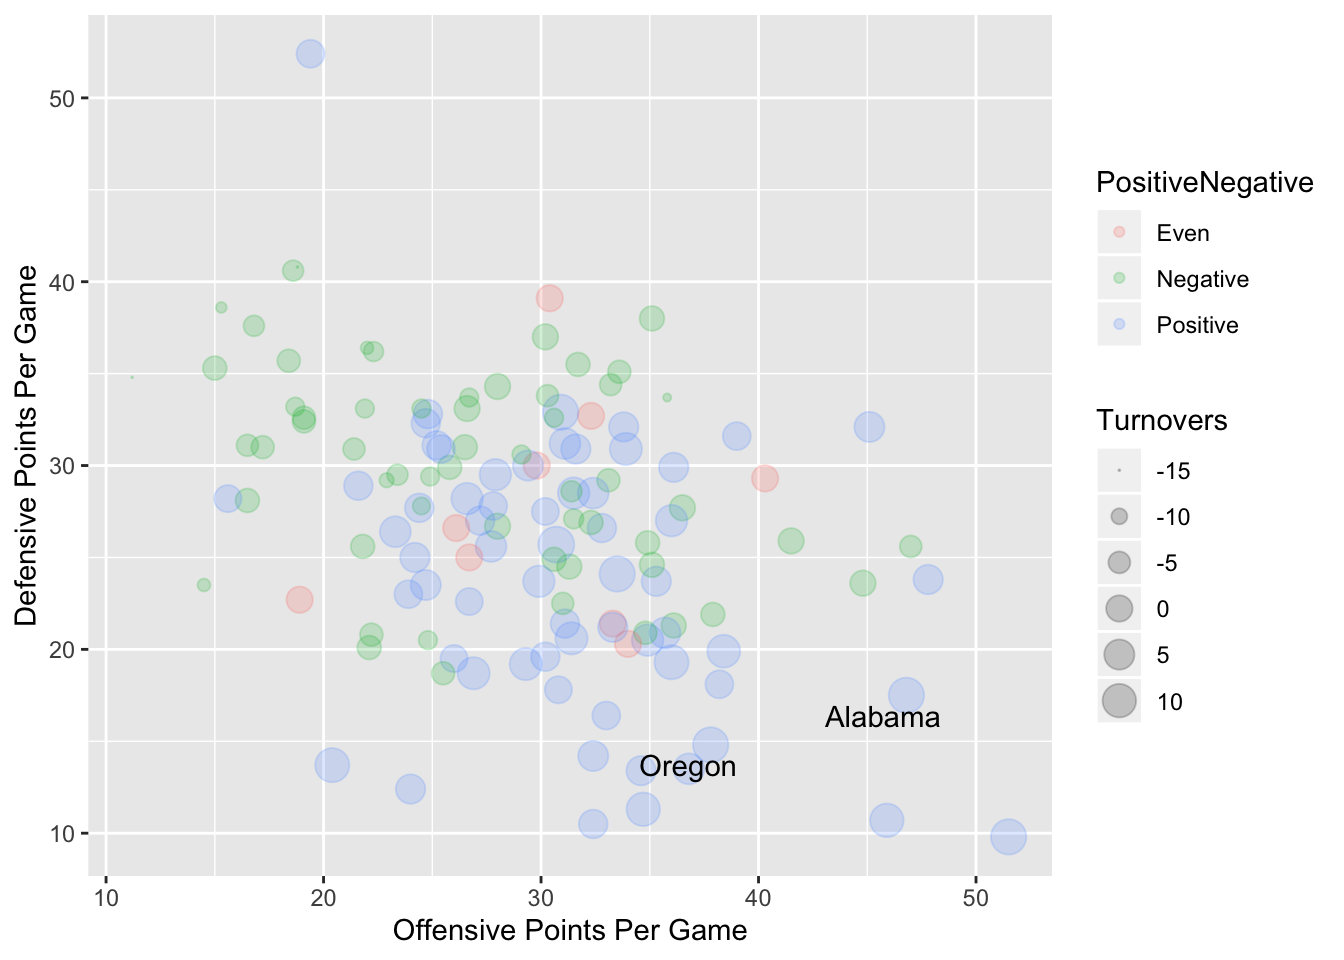 50
40
30
20
10
Defensive Points Per Game
10 20 30 40 50
Offensive Points Per Game
Alabama
Oregon
PositiveNegative
Even
Negative
Positive
Turnovers
-15
-10
-5
0
5
10